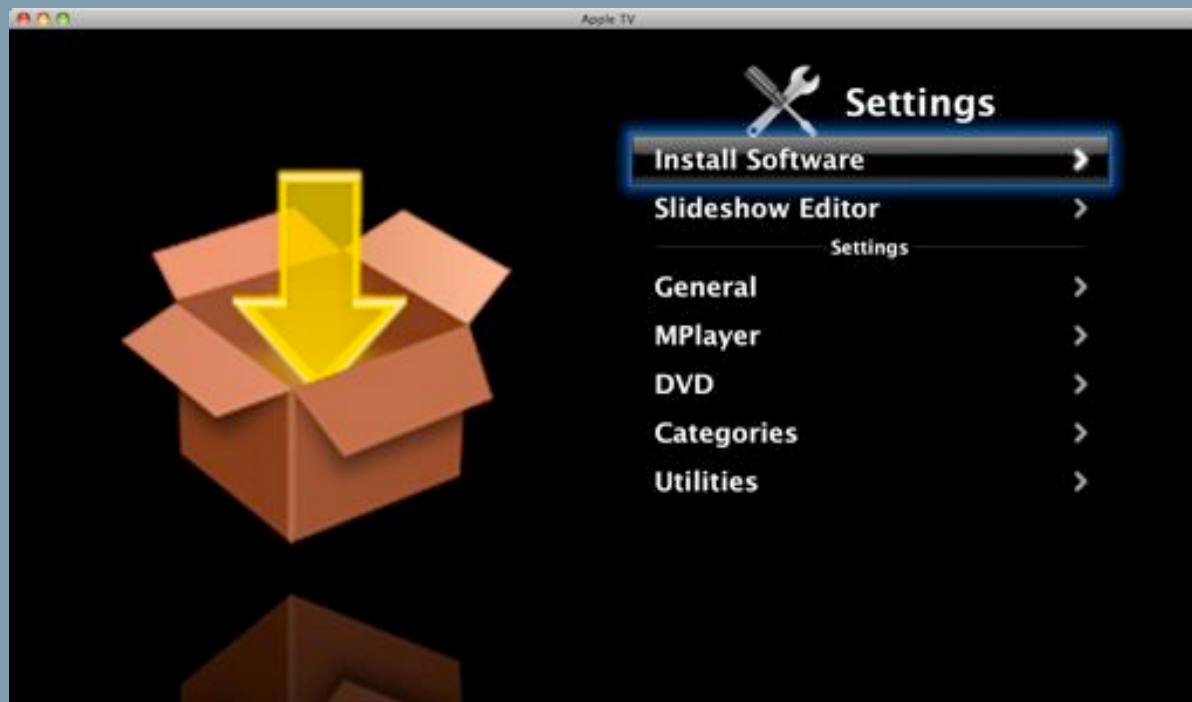 Apple TV
Settings
Install Software
Slideshow Editor
Settings
General
MPlayer
DVD
Categories
Utilities